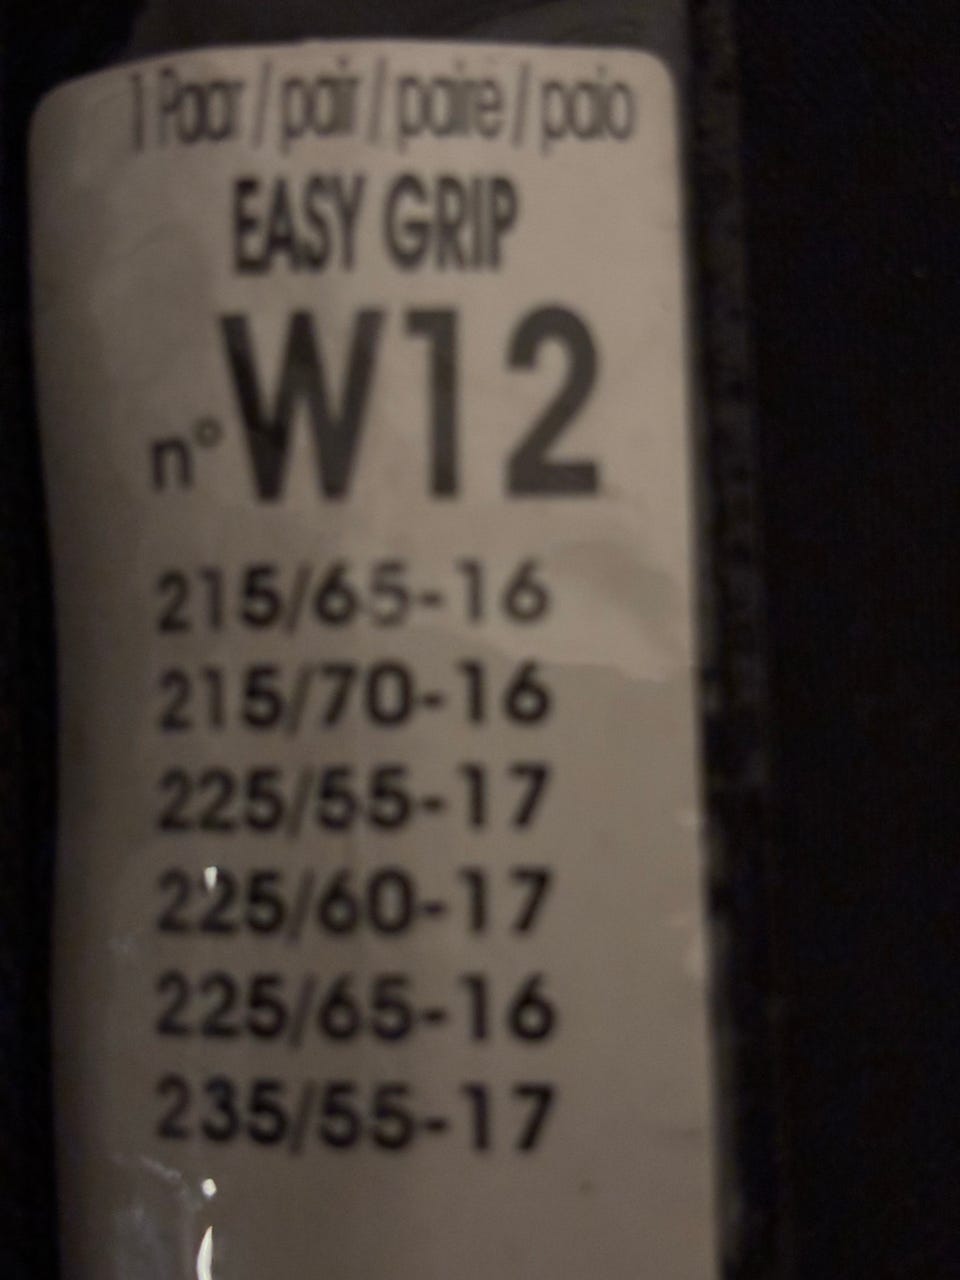 1 Paar / pair / paire / paio
EASY GRIP
n° W12
215/65-16
215/70-16
225/55-17
225/60-17
225/65-16
235/55-17